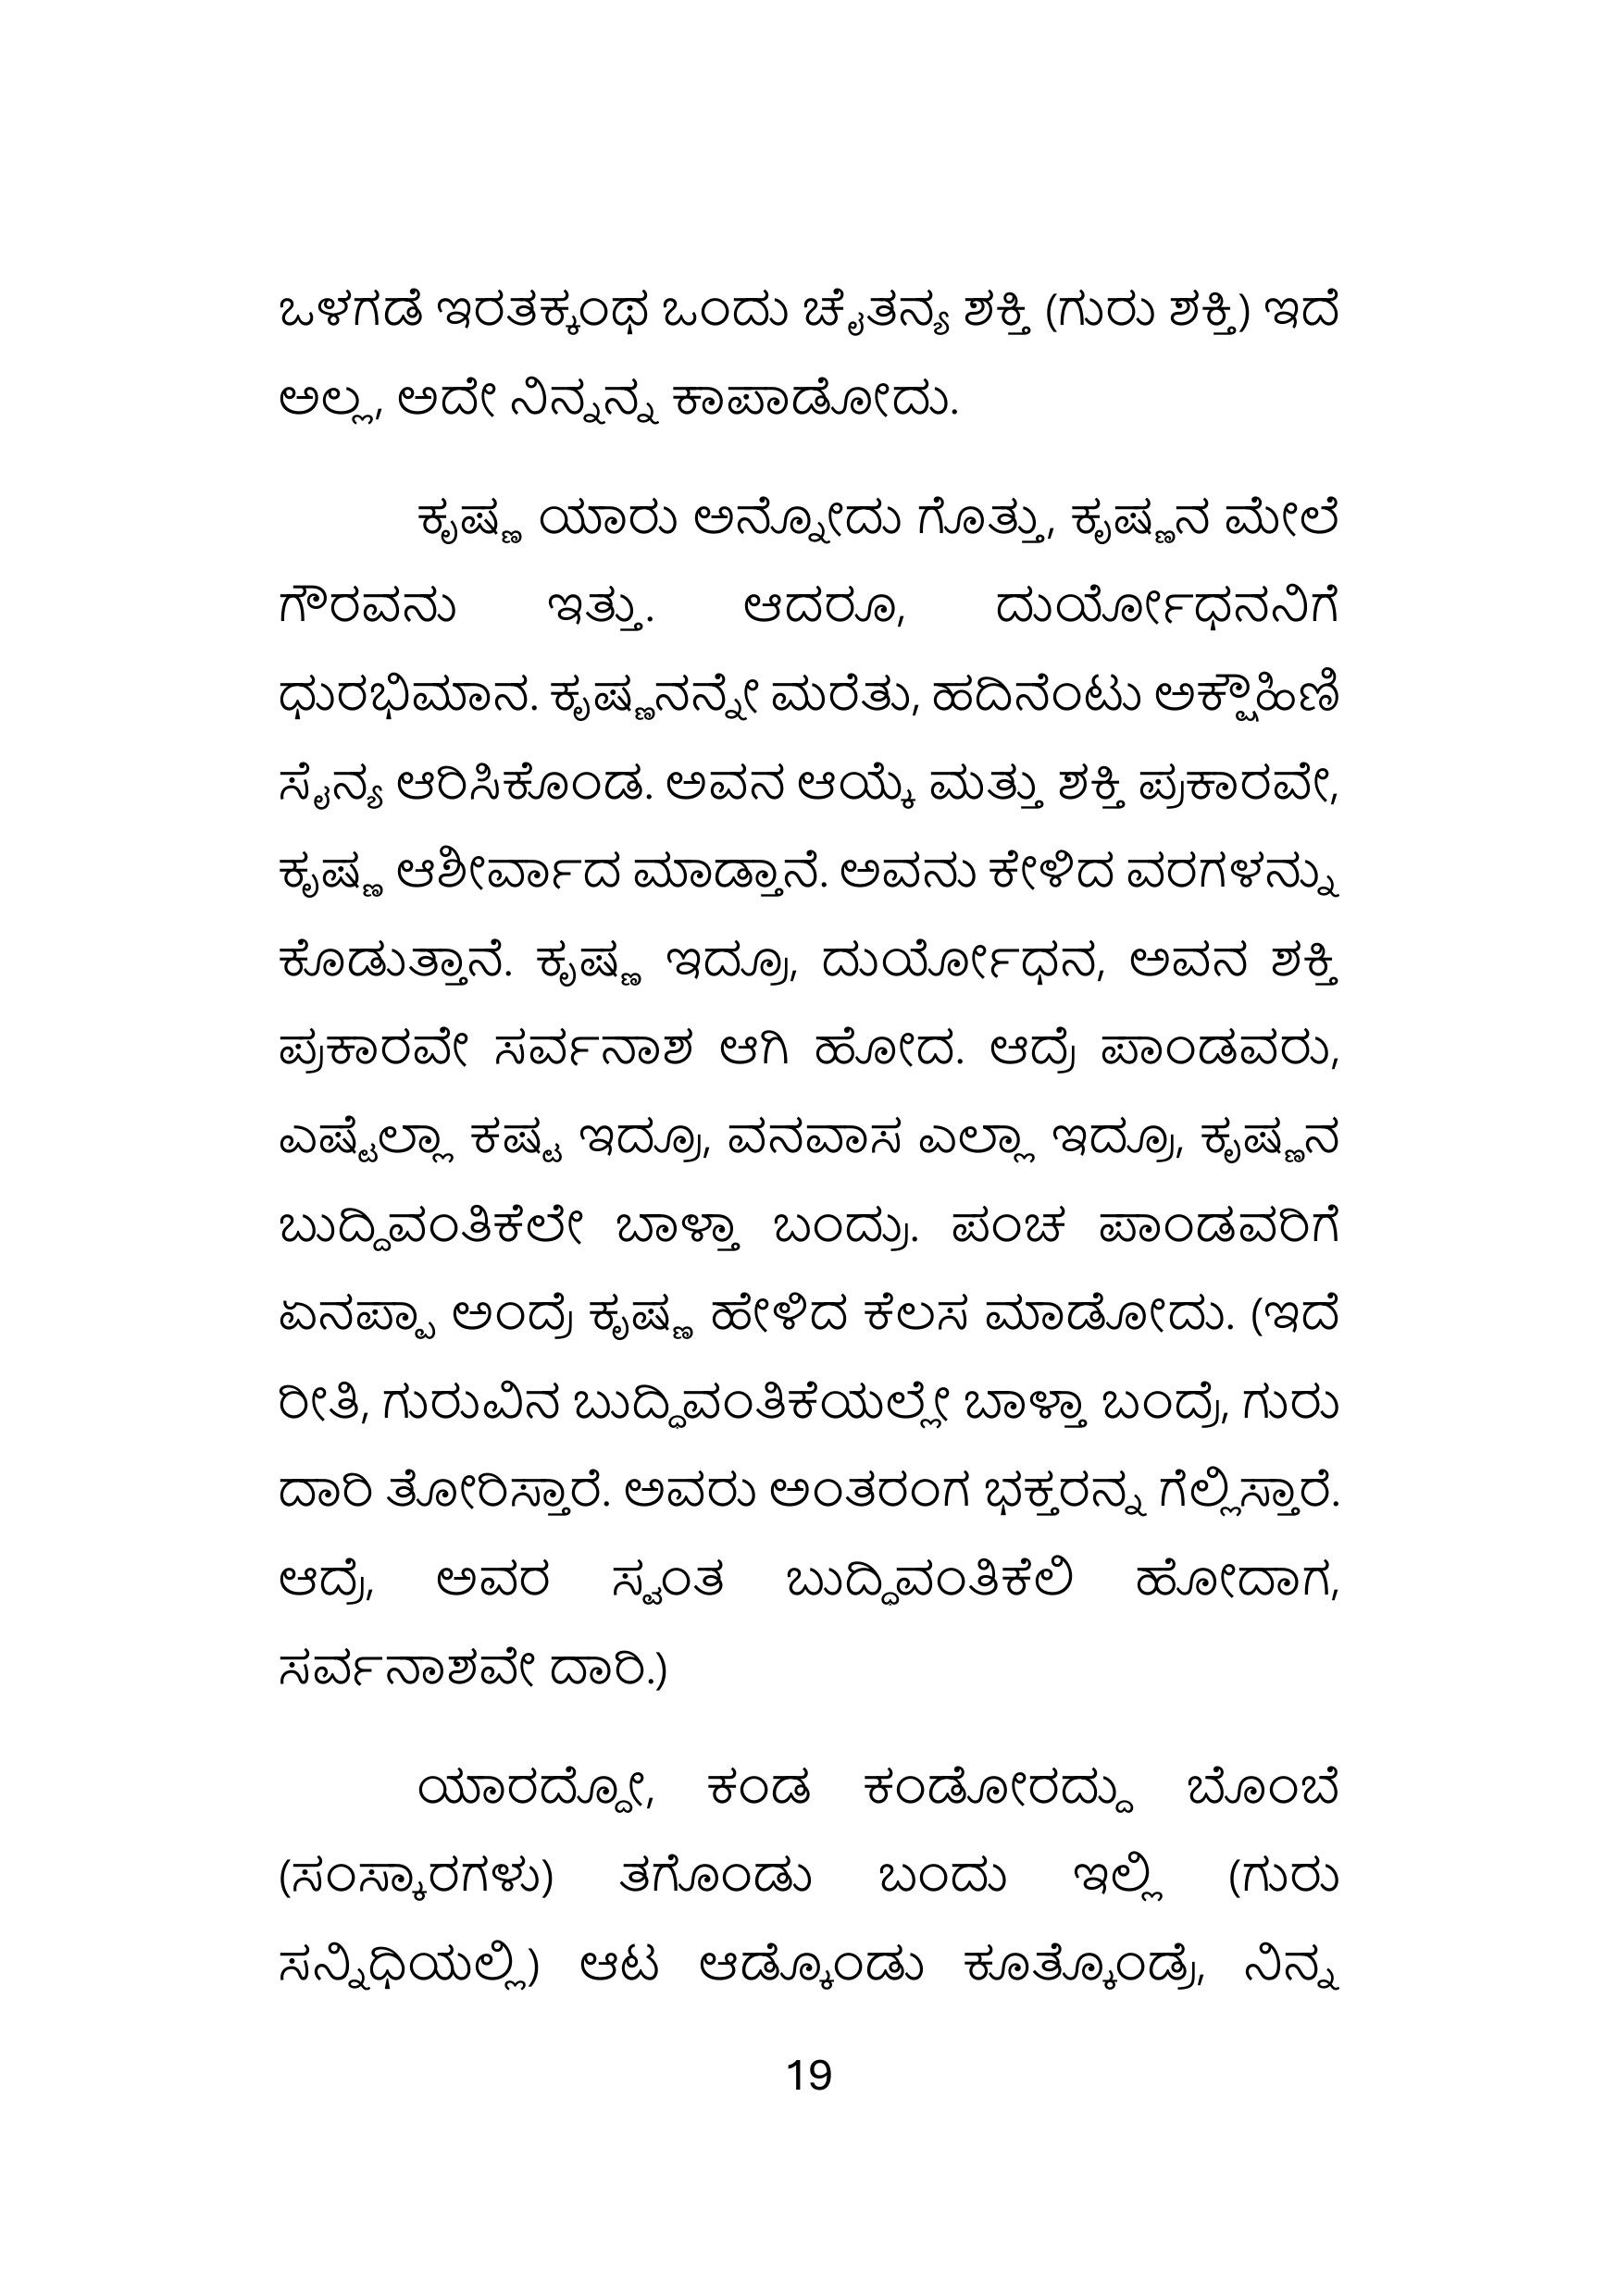 ಒಳಗಡೆ ಇರತಕ್ಕಂಥ ಒಂದು ಚೈತನ್ಯ ಶಕ್ತಿ (ಗುರು ಶಕ್ತಿ) ಇದೆ
ಅಲ್ಲ, ಅದೇ ನಿನ್ನನ್ನ ಕಾಪಾಡೋದು.
ಕೃಷ್ಣ ಯಾರು ಅನ್ನೋದು ಗೊತ್ತು, ಕೃಷ್ಣನ ಮೇಲೆ
ಗೌರವನು ಇತ್ತು. ಆದರೂ, ದುರ್ಯೋಧನನಿಗೆ
ಧುರಭಿಮಾನ. ಕೃಷ್ಣನನ್ನೇ ಮರೆತು, ಹದಿನೆಂಟು ಅಕ್ಷೌಹಿಣಿ
ಸೈನ್ಯ ಆರಿಸಿಕೊಂಡ. ಅವನ ಆಯ್ಕೆ ಮತ್ತು ಶಕ್ತಿ ಪ್ರಕಾರವೇ,
ಕೃಷ್ಣ ಆಶೀರ್ವಾದ ಮಾಡ್ತಾನೆ. ಅವನು ಕೇಳಿದ ವರಗಳನ್ನು
ಕೊಡುತ್ತಾನೆ. ಕೃಷ್ಣ ಇದ್ರೂ, ದುರ್ಯೋಧನ, ಅವನ ಶಕ್ತಿ
ಪ್ರಕಾರವೇ ಸರ್ವನಾಶ ಆಗಿ ಹೋದ. ಆದ್ರೆ ಪಾಂಡವರು,
ಎಷ್ಟೆಲ್ಲಾ ಕಷ್ಟ ಇದ್ರೂ, ವನವಾಸ ಎಲ್ಲಾ ಇದ್ರೂ, ಕೃಷ್ಣನ
ಬುದ್ದಿವಂತಿಕೆಲೇ ಬಾಳ್ತಾ ಬಂದ್ರು. ಪಂಚ ಪಾಂಡವರಿಗೆ
ಏನಪ್ಪಾ ಅಂದ್ರೆ ಕೃಷ್ಣ ಹೇಳಿದ ಕೆಲಸ ಮಾಡೋದು. (ಇದೆ
ರೀತಿ, ಗುರುವಿನ ಬುದ್ಧಿವಂತಿಕೆಯಲ್ಲೇ ಬಾಳ್ತಾ ಬಂದ್ರೆ, ಗುರು
ದಾರಿ ತೋರಿಸ್ತಾರೆ. ಅವರು ಅಂತರಂಗ ಭಕ್ತರನ್ನ ಗೆಲ್ಲಿಸ್ತಾರೆ.
ಆದ್ರೆ, ಅವರ ಸ್ವಂತ ಬುದ್ಧಿವಂತಿಕೆಲಿ ಹೋದಾಗ,
ಸರ್ವನಾಶವೇ ದಾರಿ.)
ಯಾರದ್ದೋ, ಕಂಡ ಕಂಡೋರದ್ದು ಬೊಂಬೆ
(ಸಂಸ್ಕಾರಗಳು) ತಗೊಂಡು ಬಂದು ಇಲ್ಲಿ (ಗುರು
ಸನ್ನಿಧಿಯಲ್ಲಿ) ಆಟ ಆಡ್ಕೊಂಡು ಕೂತ್ಕೊಂಡ್ರೆ, ನಿನ್ನ
19